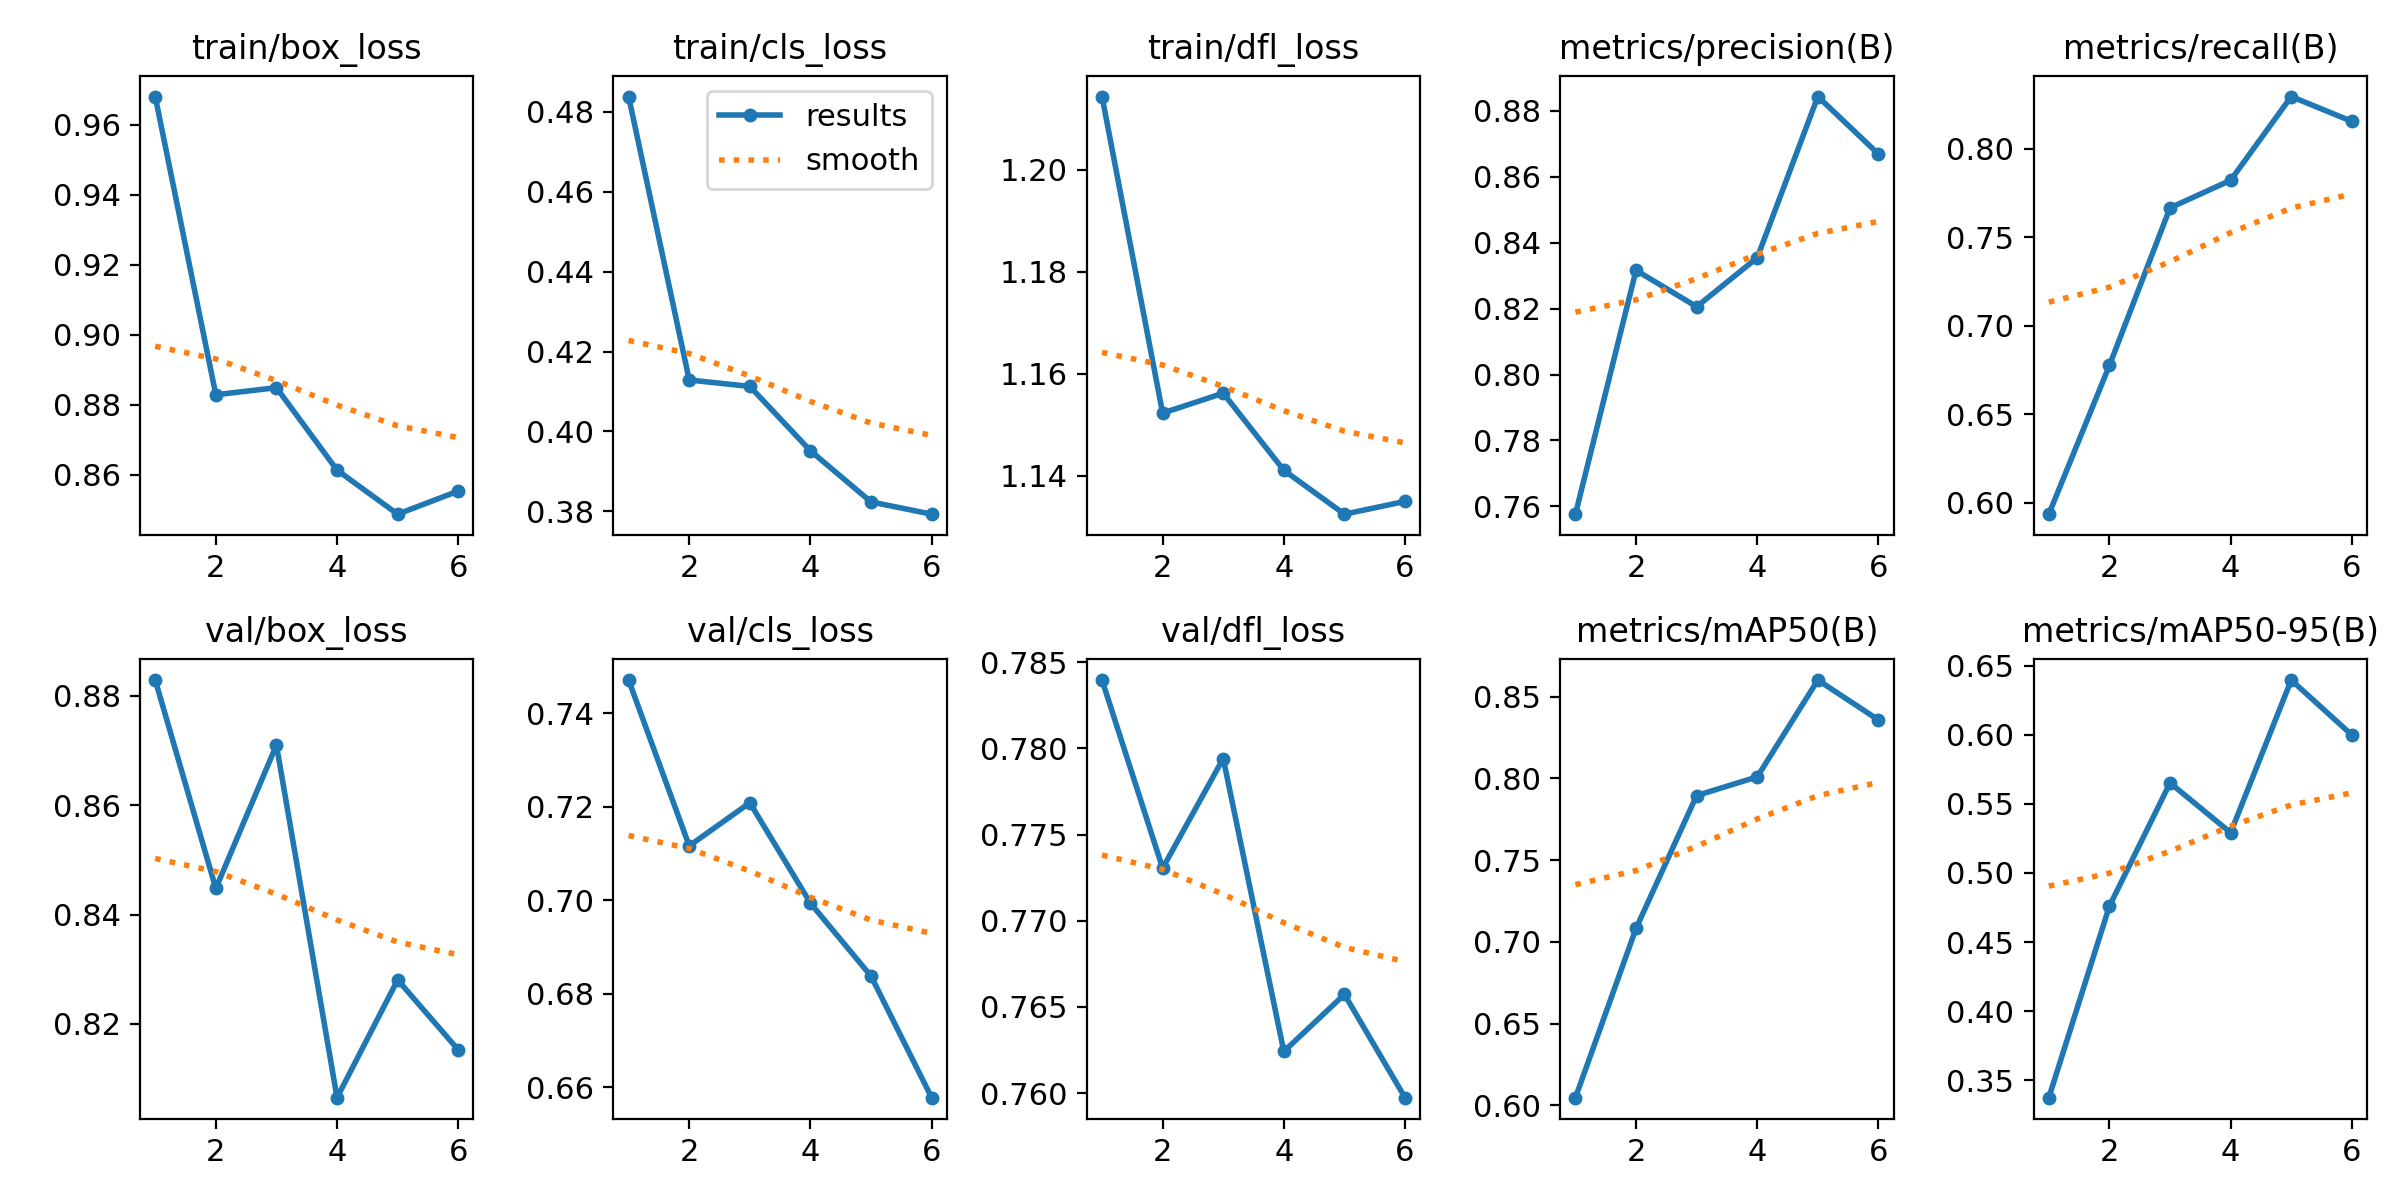 train/box_loss
0.96
0.94
0.92
0.90
0.88
0.86
2 4 6
train/cls_loss
results
smooth
0.48
0.46
0.44
0.42
0.40
0.38
2 4 6
train/dfl_loss
1.20
1.18
1.16
1.14
2 4 6
metrics/precision(B)
0.88
0.86
0.84
0.82
0.80
0.78
0.76
2 4 6
metrics/recall(B)
0.80
0.75
0.70
0.65
0.60
2 4 6
val/box_loss
0.88
0.86
0.84
0.82
2 4 6
val/cls_loss
0.74
0.72
0.70
0.68
0.66
2 4 6
val/dfl_loss
0.785
0.780
0.775
0.770
0.765
0.760
2 4 6
metrics/mAP50(B)
0.85
0.80
0.75
0.70
0.65
0.60
2 4 6
metrics/mAP50-95(B)
0.65
0.60
0.55
0.50
0.45
0.40
0.35
2 4 6